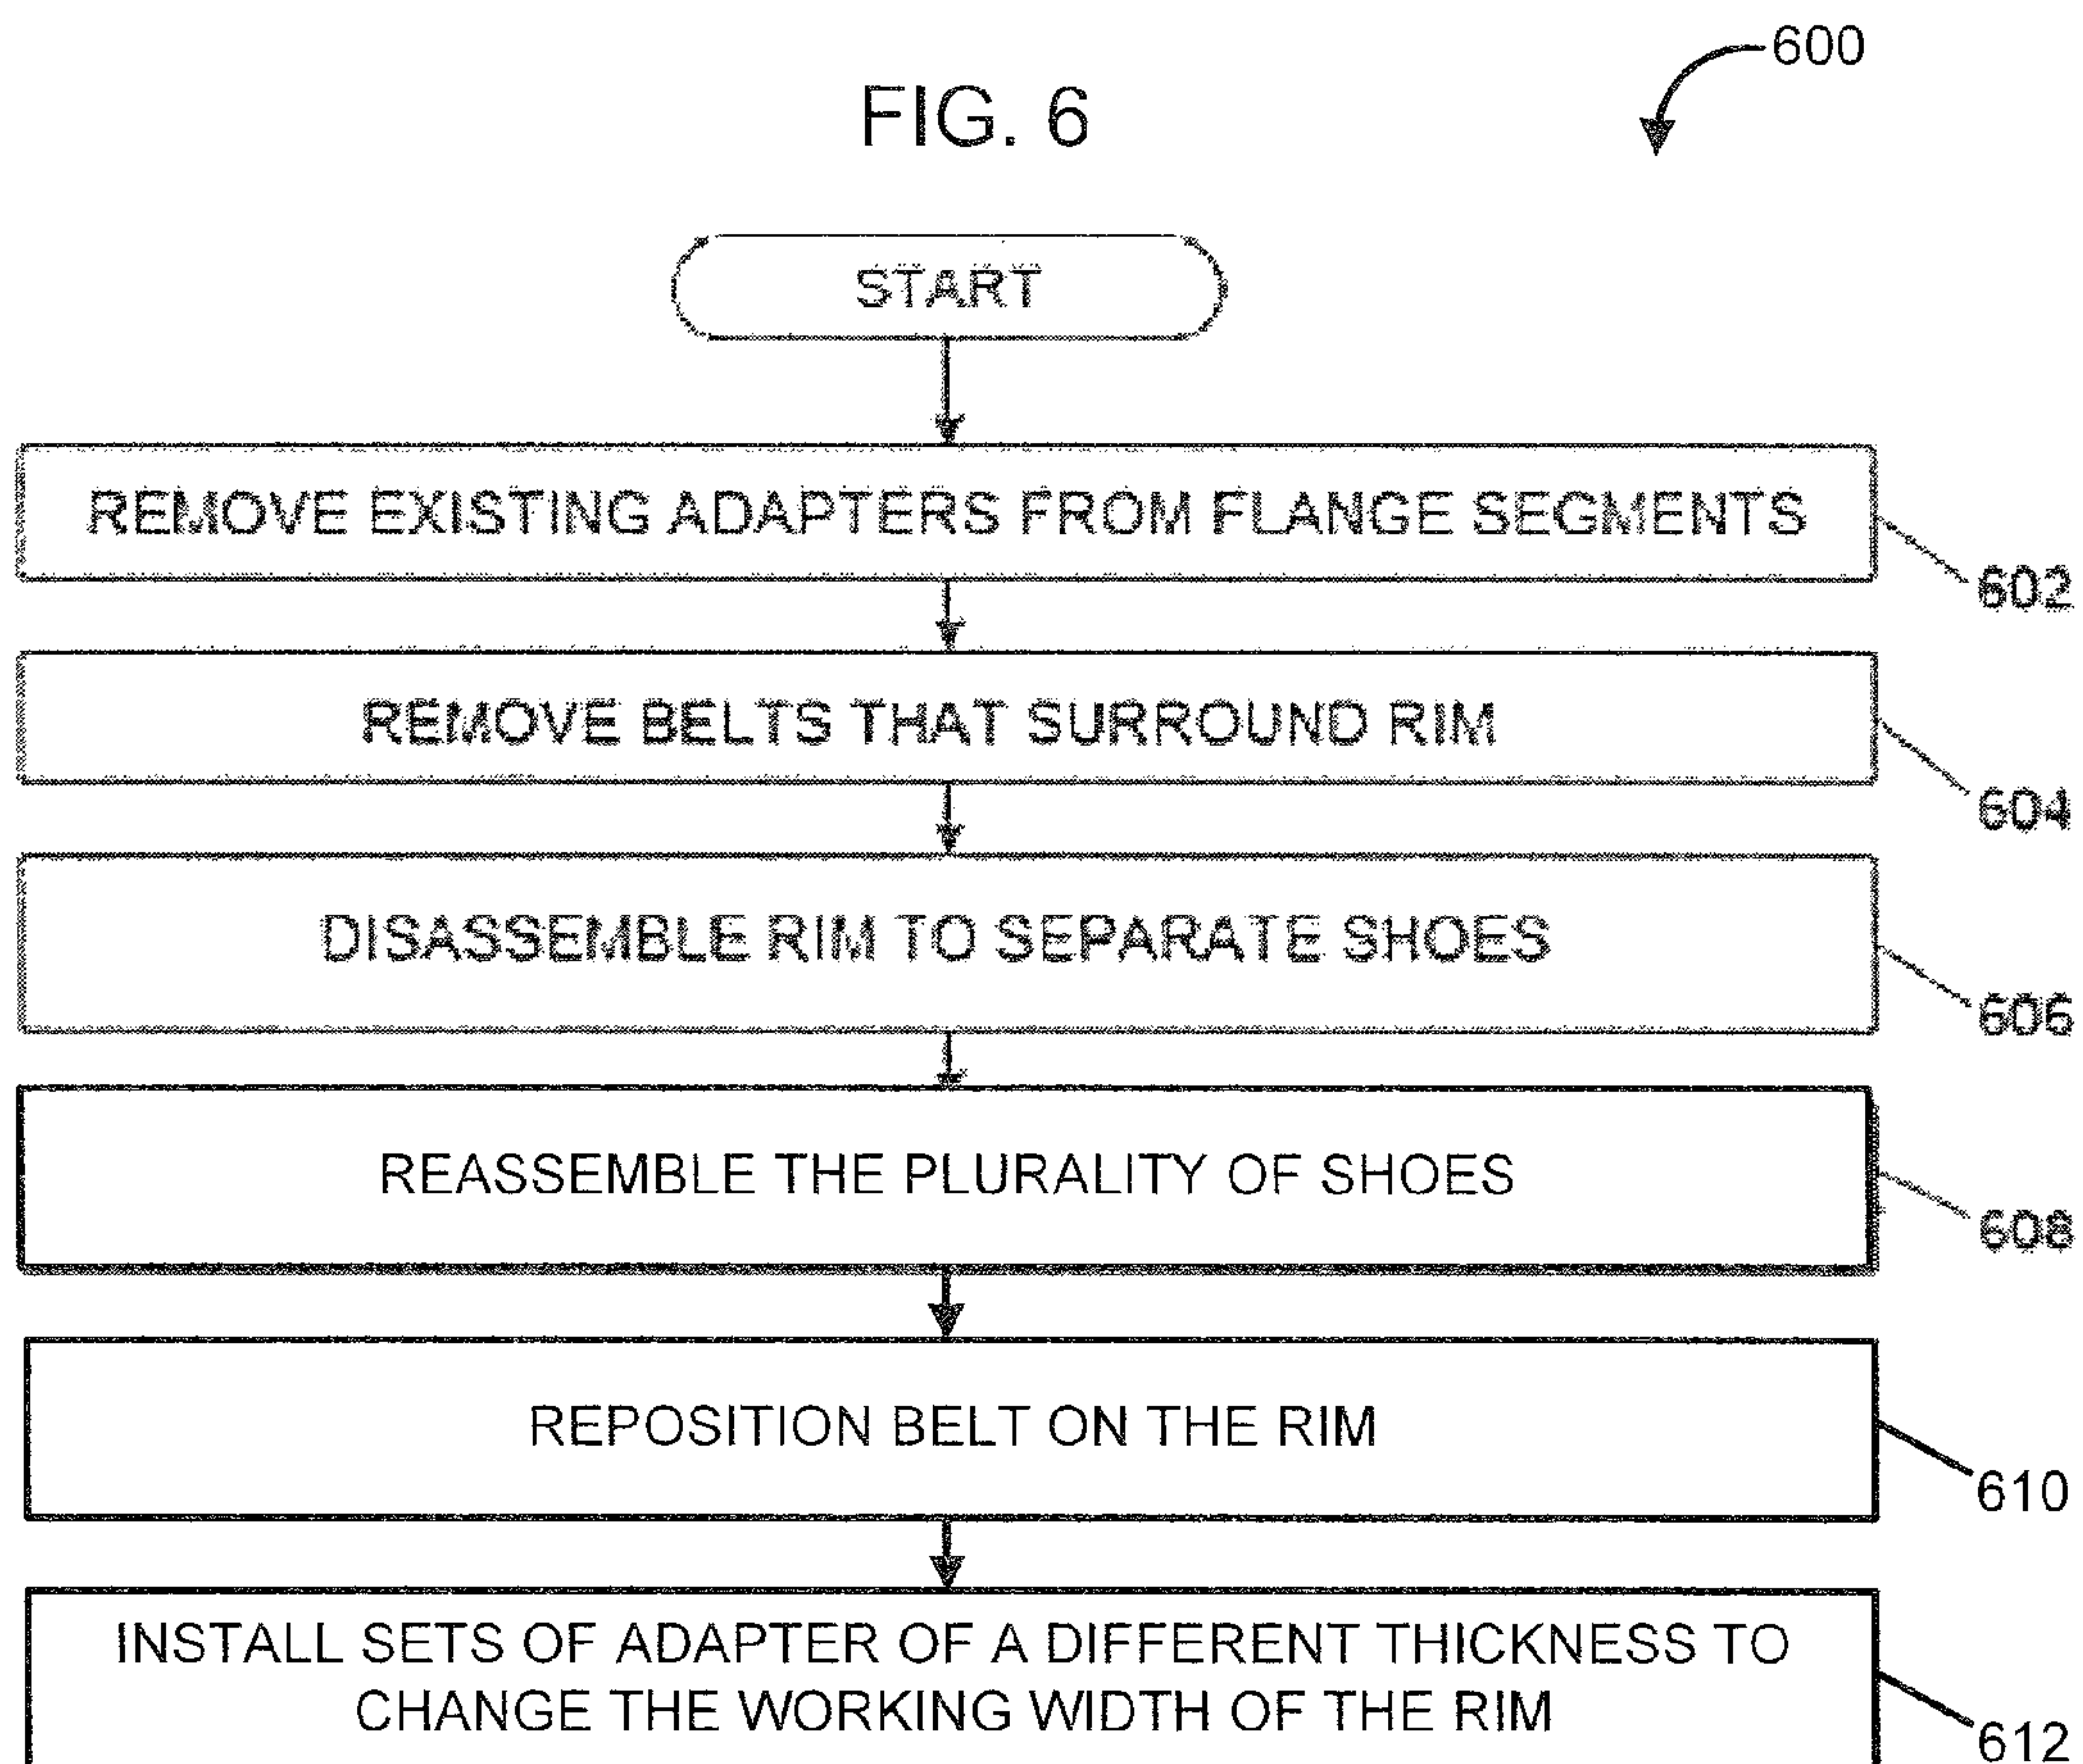 600
FIG. 6
START
REMOVE EXISTING ADAPTERS FROM FLANGE SEGMENTS
602
REMOVE BELTS THAT SURROUND RIM
604
DISASSEMBLE RIM TO SEPARATE SHOES
606
REASSEMBLE THE PLURALITY OF SHOES
608
REPOSITION BELT ON THE RIM
610
INSTALL SETS OF ADAPTER OF A DIFFERENT THICKNESS TO
CHANGE THE WORKING WIDTH OF THE RIM
612